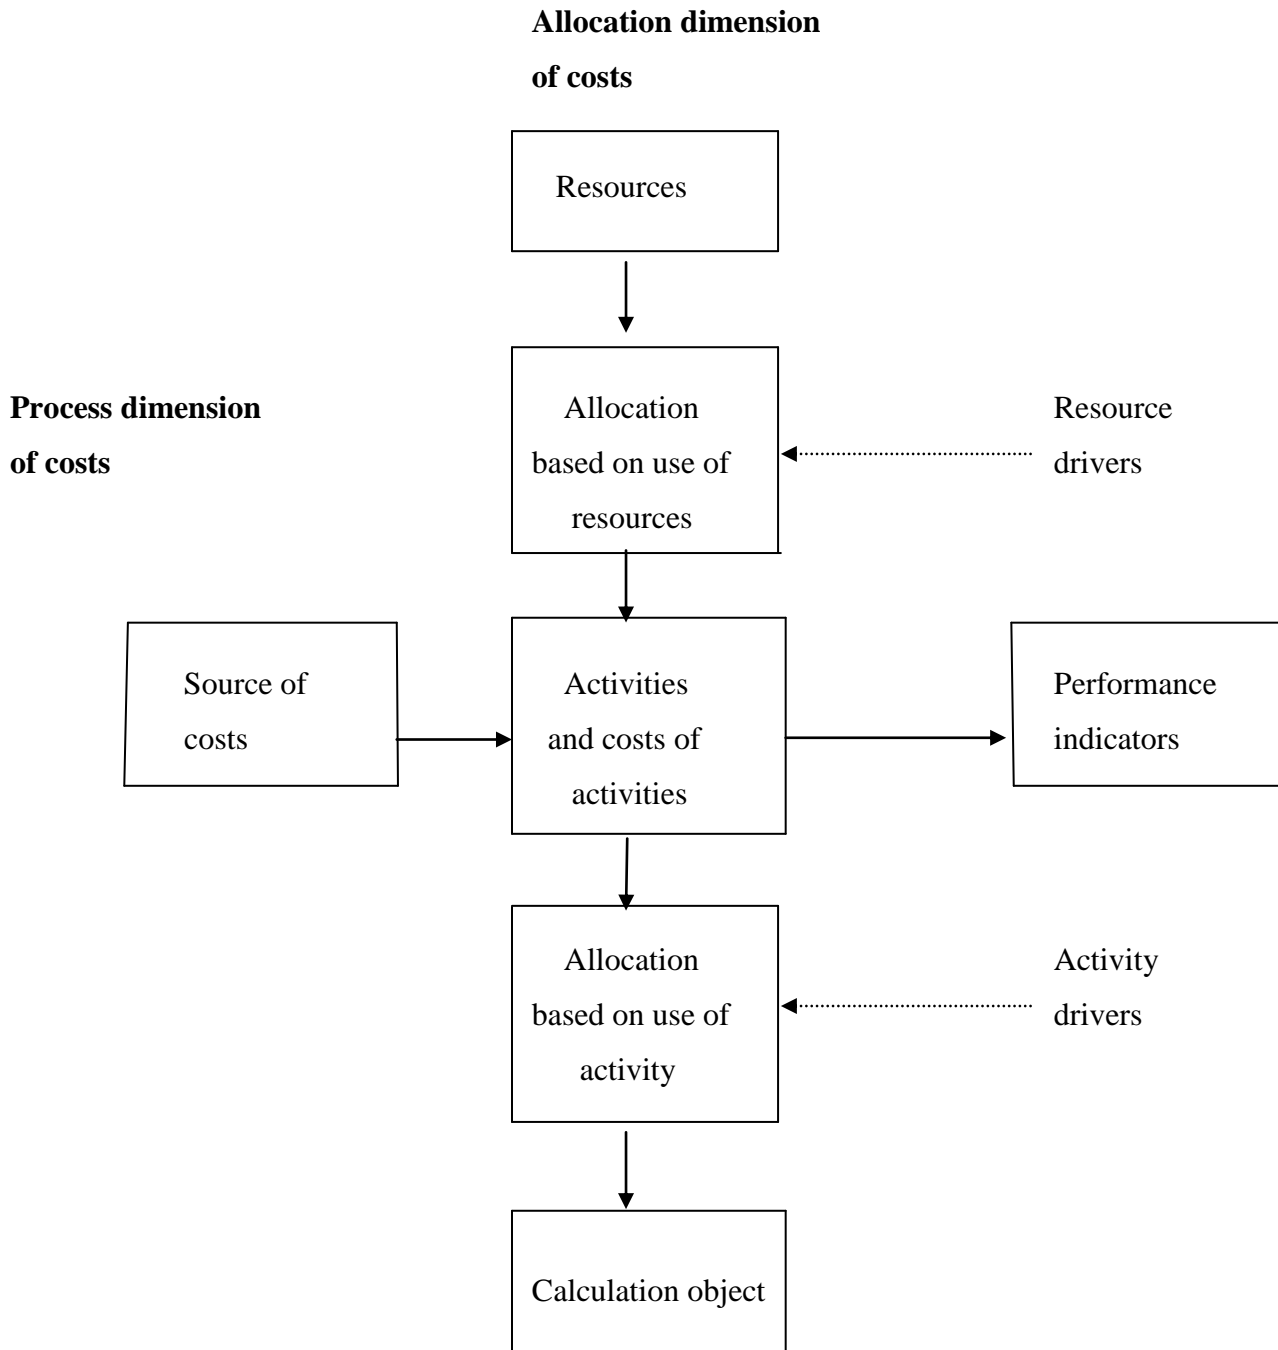 Allocation dimension
of costs
Resources
Process dimension
of costs
Allocation
based on use of
resources
Resource
drivers
Source of
costs
Activities
and costs of
activities
Performance
indicators
Allocation
based on use of
activity
Activity
drivers
Calculation object